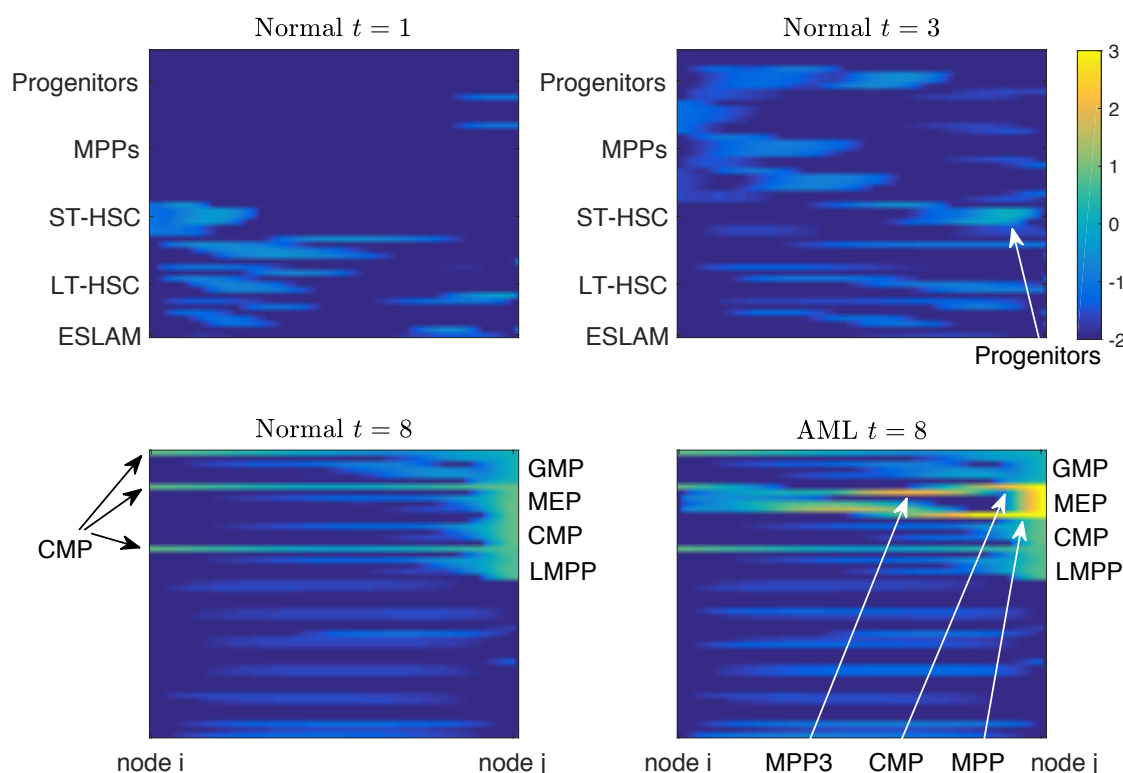 Normal t = 1
Normal t = 3
Progenitors
MPPs
ST-HSC
LT-HSC
ESLAM
Progenitors
MPPs
ST-HSC
LT-HSC
ESLAM
3
2
1
0
-1
-2
Progenitors
Normal t = 8
AML t = 8
CMP
GMP
MEP
CMP
LMPP
GMP
MEP
CMP
LMPP
node i
node j
node i
MPP3
CMP
MPP
node j